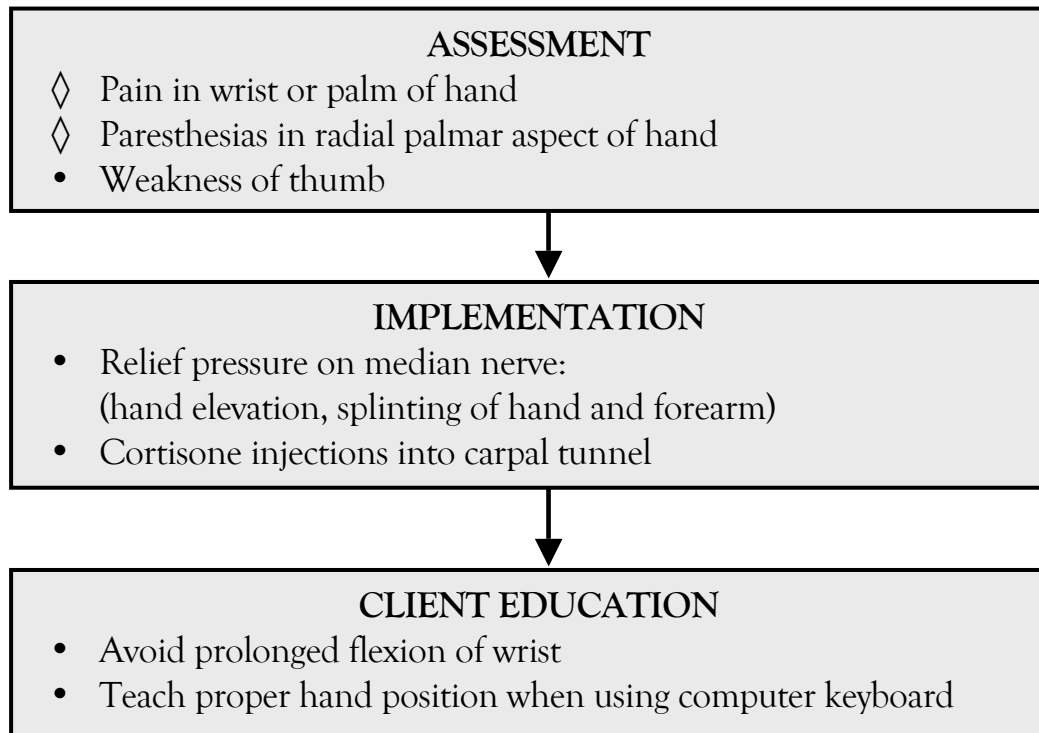 ASSESSMENT
◊ Pain in wrist or palm of hand
◊ Paresthesias in radial palmar aspect of hand
• Weakness of thumb
IMPLEMENTATION
• Relief pressure on median nerve:
(hand elevation, splinting of hand and forearm)
• Cortisone injections into carpal tunnel
CLIENT EDUCATION
• Avoid prolonged flexion of wrist
• Teach proper hand position when using computer keyboard